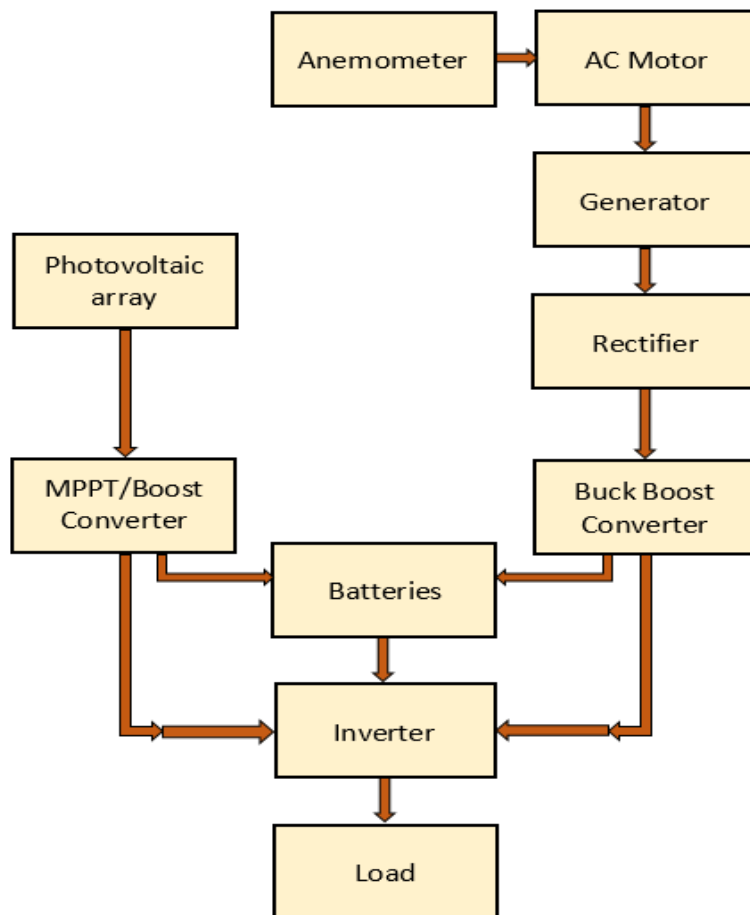 Anemometer
AC Motor
Generator
Photovoltaic
array
Rectifier
MPPT/Boost
Converter
Buck Boost
Converter
Batteries
Inverter
Load